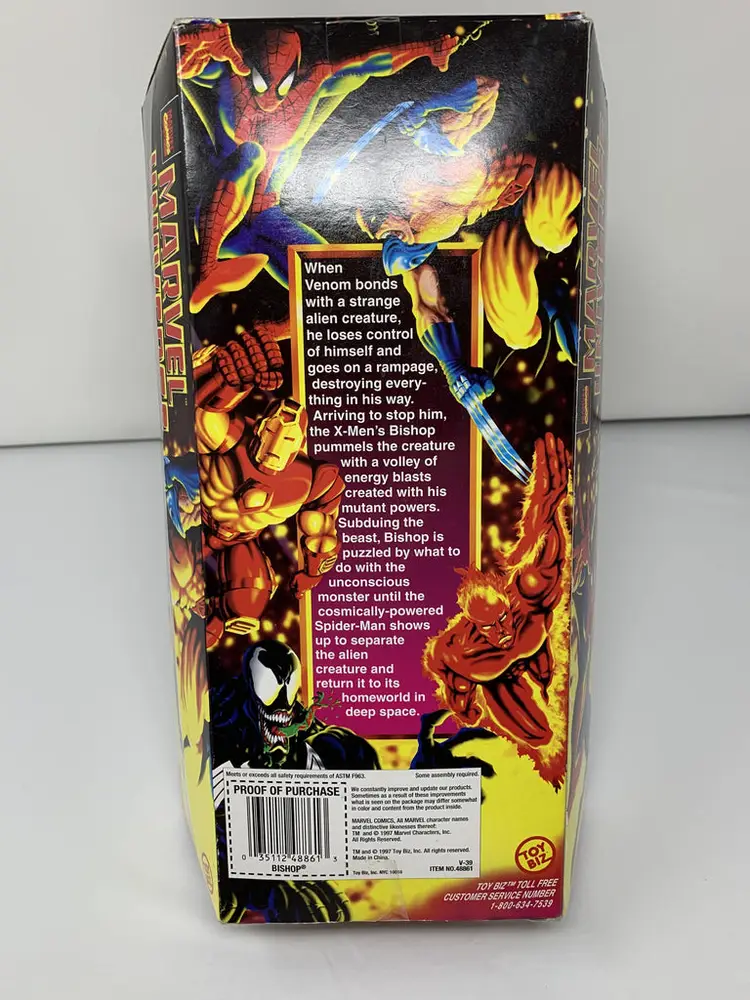 MARVEL
MARVEL
When
Venom bonds
with a strange
alien creature,
he loses control
of himself and
goes on a rampage,
destroying every-
thing in his way.
Arriving to stop him,
the X-Men's Bishop
pummels the creature
with a volley of
energy blasts
created with his
mutant powers.
Subduing the
beast, Bishop is
puzzled by what to
do with the
unconscious
monster until the
cosmically-powered
Spider-Man shows
up to separate
the alien
creature and
return it to its
homeworld in
deep space.
Meets or exceeds all safety requirements of ASTM F963.
Some assembly required.
PROOF OF PURCHASE
0 35112 48861 3
BISHOP®
We constantly improve and update our products.
Sometimes as a result of these improvements
what is seen on the package may differ somewhat
in color and content from the product inside.
MARVEL COMICS, All MARVEL character names
and distinctive likenesses thereof:
TM and © 1997 Marvel Characters, Inc.
All Rights Reserved.
TM and © 1997 Toy Biz, Inc. All rights reserved.
Made in China.
V-39
Toy Biz, Inc. NYC 10016
ITEM NO.48861
TOY
BIZ
TOY BIZ™ TOLL FREE
CUSTOMER SERVICE NUMBER
1-800-634-7539